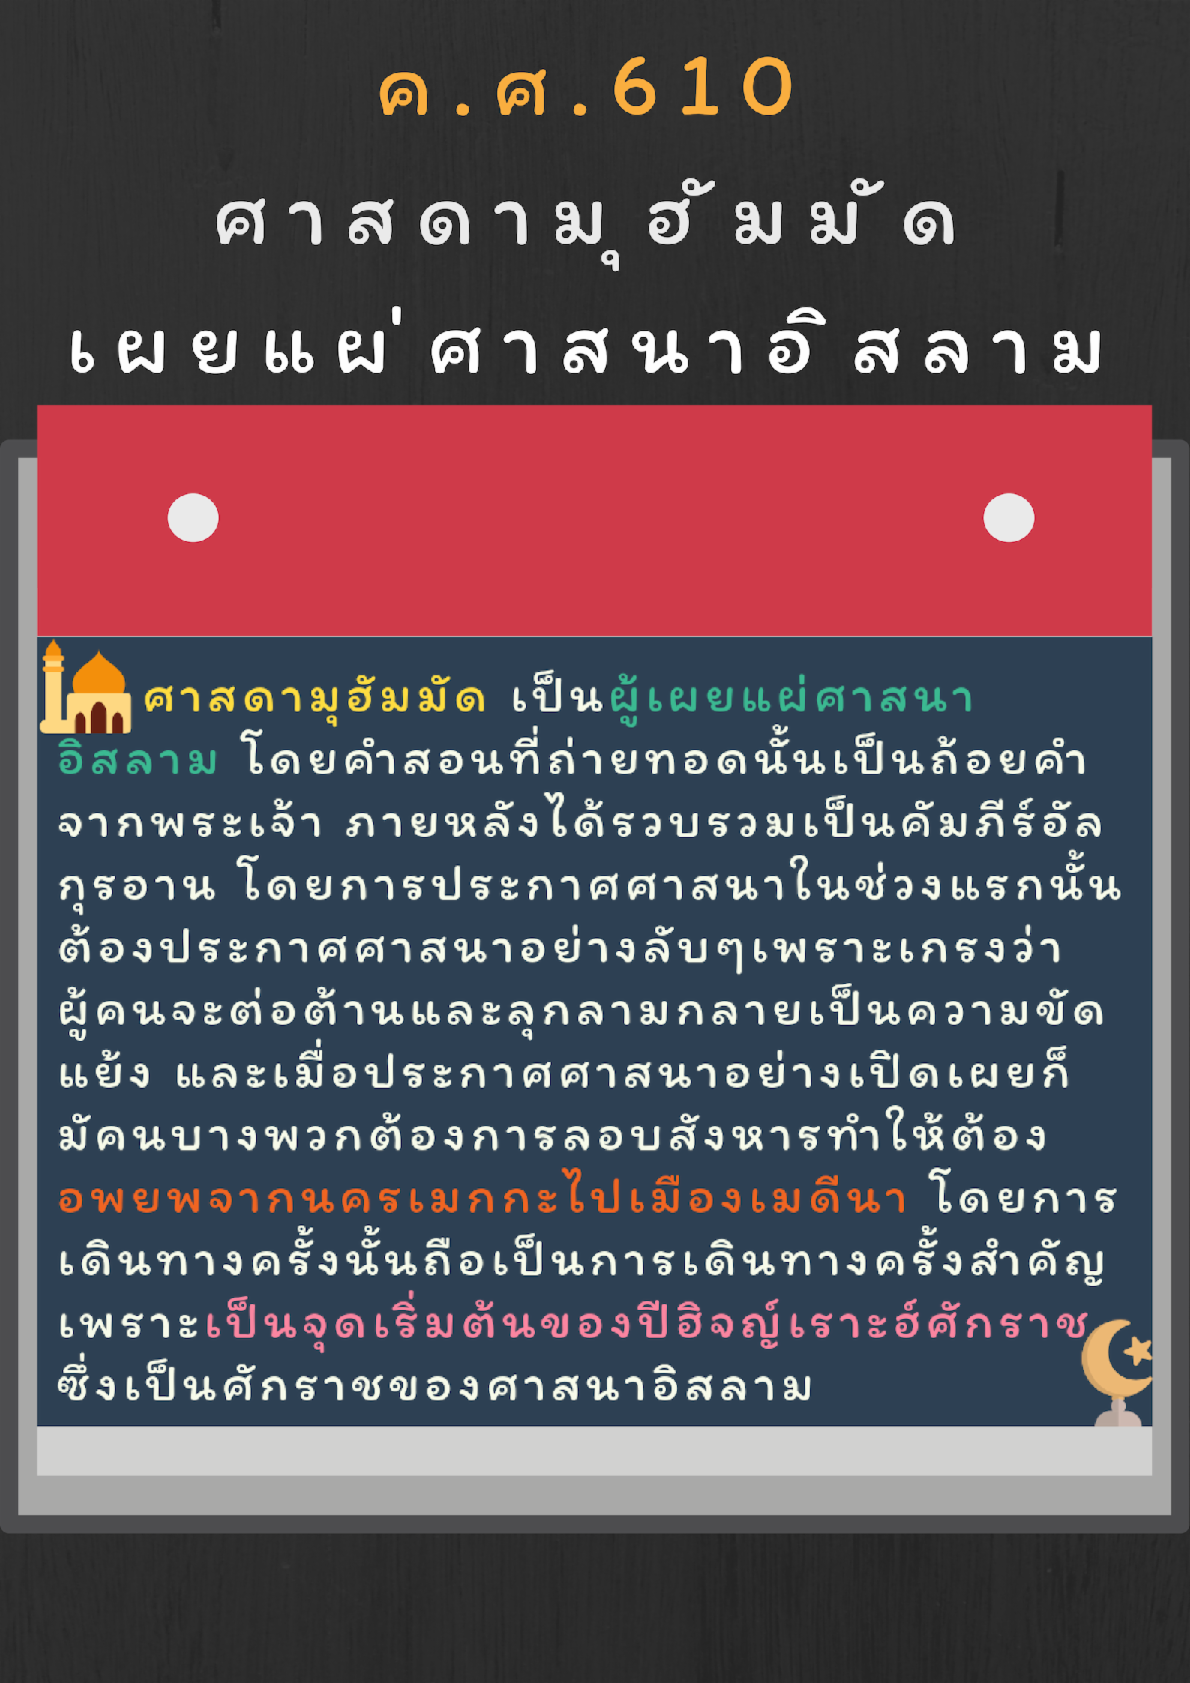 ค.ศ.610
ศาสดามุฮัมมัด
เผยแผ่ศาสนาอิสลาม
ศาสดามุฮัมมัด เป็นผู้เผยแผ่ศาสนา
อิสลาม โดยคำสอนที่ถ่ายทอดนั้นเป็นถ้อยคำ
จากพระเจ้า ภายหลังได้รวบรวมเป็นคัมภีร์อัล
กุรอาน โดยการประกาศศาสนาในช่วงแรกนั้น
ต้องประกาศศาสนาอย่างลับๆเพราะเกรงว่า
ผู้คนจะต่อต้านและลุกลามกลายเป็นความขัด
แย้ง และเมื่อประกาศศาสนาอย่างเปิดเผยก็
มัคนบางพวกต้องการลอบสังหารทำให้ต้อง
อพยพจากนครเมกกะไปเมืองเมดีนา โดยการ
เดินทางครั้งนั้นถือเป็นการเดินทางครั้งสำคัญ
เพราะเป็นจุดเริ่มต้นของปีฮิจญ์เราะฮ์ศักราช
ซึ่งเป็นศักราชของศาสนาอิสลาม